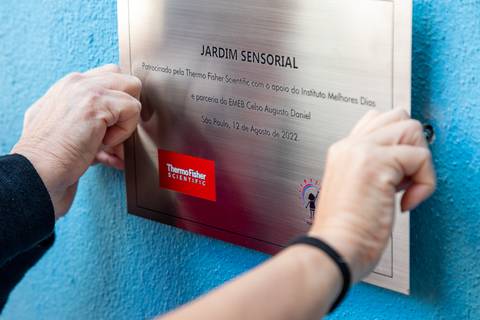 JARDIM SENSORIAL
Patrocinado pela Thermo Fisher Scientific com o apoio do Instituto Melhores Dias
e parceria da EMEB Celso Augusto Daniel
São Paulo, 12 de Agosto de 2022.
ThermoFisher
SCIENTIFIC